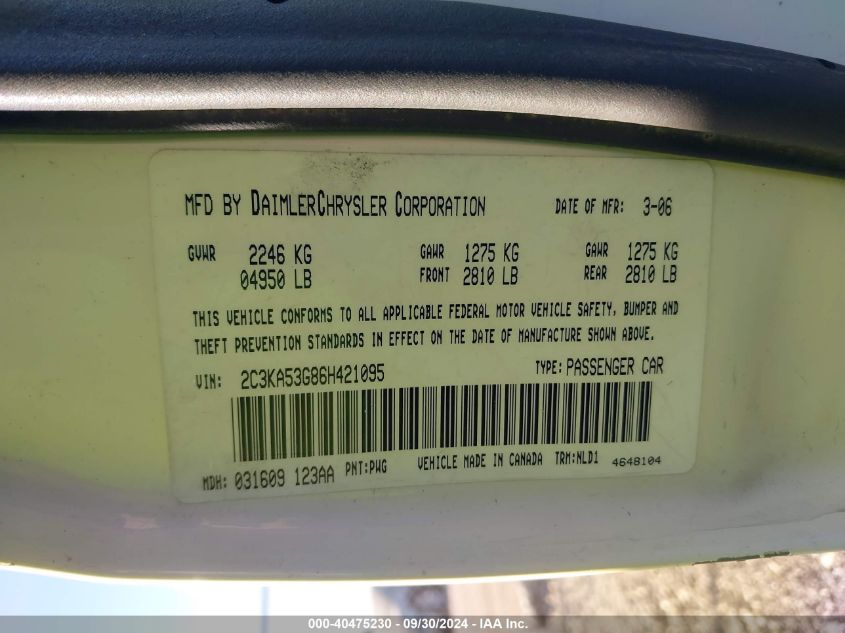 MFD BY DAIMLERCHRYSLER CORPORATION DATE OF MFR: 3-06
GVWR 2246 KG GAWR 1275 KG GAWR 1275 KG
04950 LB FRONT 2810 LB REAR 2810 LB
THIS VEHICLE CONFORMS TO ALL APPLICABLE FEDERAL MOTOR VEHICLE SAFETY, BUMPER AND
THEFT PREVENTION STANDARDS IN EFFECT ON THE DATE OF MANUFACTURE SHOWN ABOVE.
VIN: 2C3KA53G86H421095 TYPE: PASSENGER CAR
MDH: 031609 123AA PNT:PWG VEHICLE MADE IN CANADA TRM:NLD1 4648104
000-40475230 - 09/30/2024 - IAA Inc.